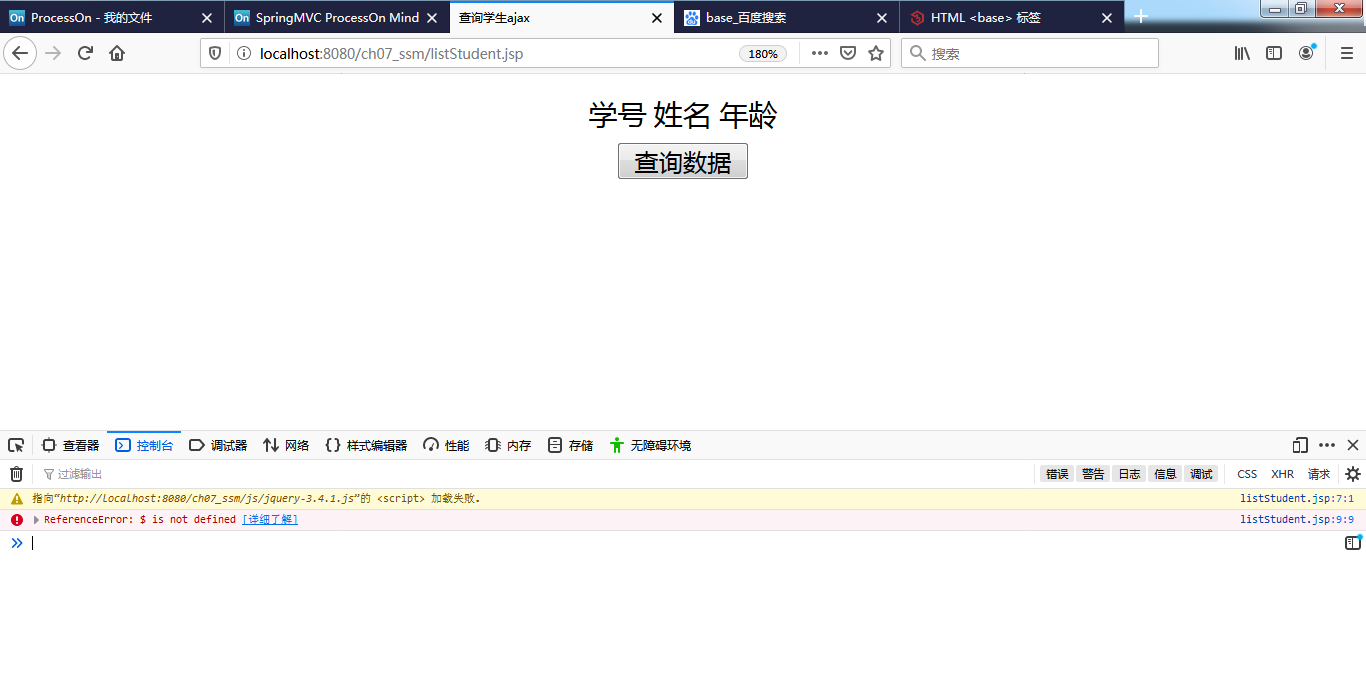 ProcessOn - 我的文件
SpringMVC ProcessOn Mind
查询学生ajax
base_百度搜索
HTML <base> 标签
localhost:8080/ch07_ssm/listStudent.jsp
180%
搜索
学号 姓名 年龄
查询数据
查看器
控制台
调试器
网络
样式编辑器
性能
内存
存储
无障碍环境
过滤输出
错误
警告
日志
信息
调试
CSS
XHR
请求
指向“http://localhost:8080/ch07_ssm/js/jquery-3.4.1.js”的 <script> 加载失败.
listStudent.jsp:7:1
ReferenceError: $ is not defined [详细了解]
listStudent.jsp:9:9